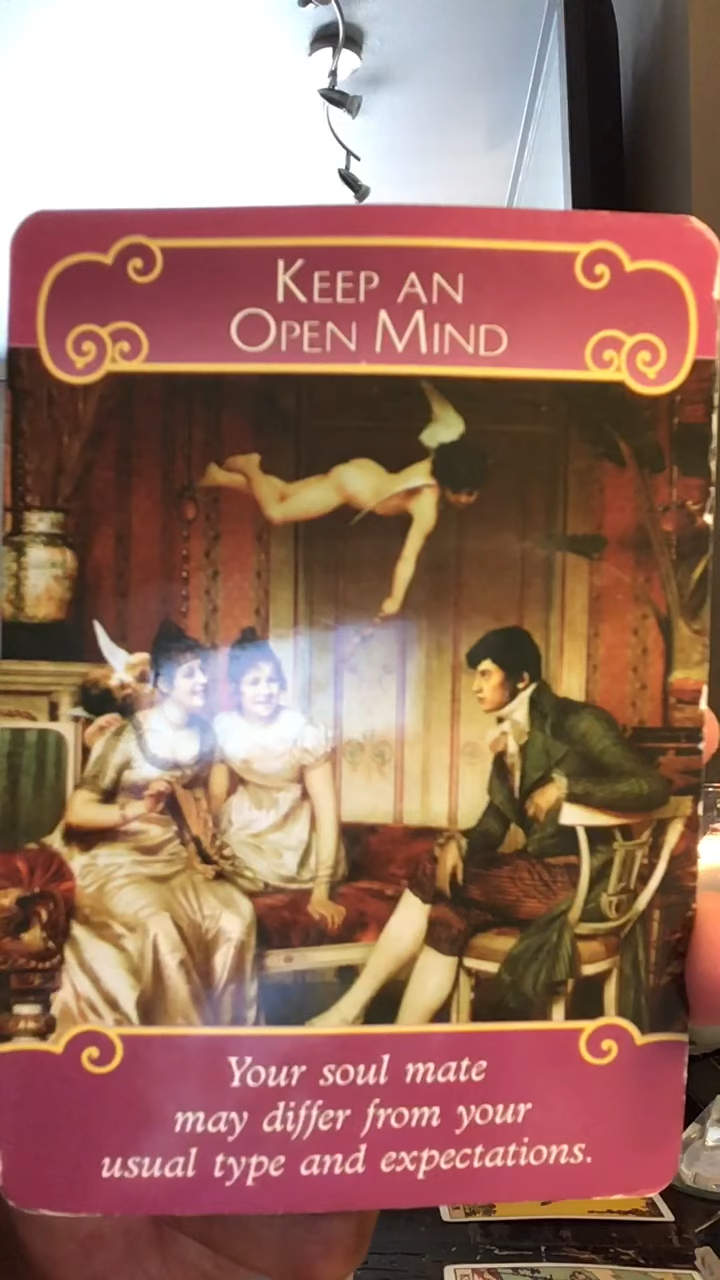 KEEP AN
OPEN MIND
Your soul mate
may differ from your
usual type and expectations.